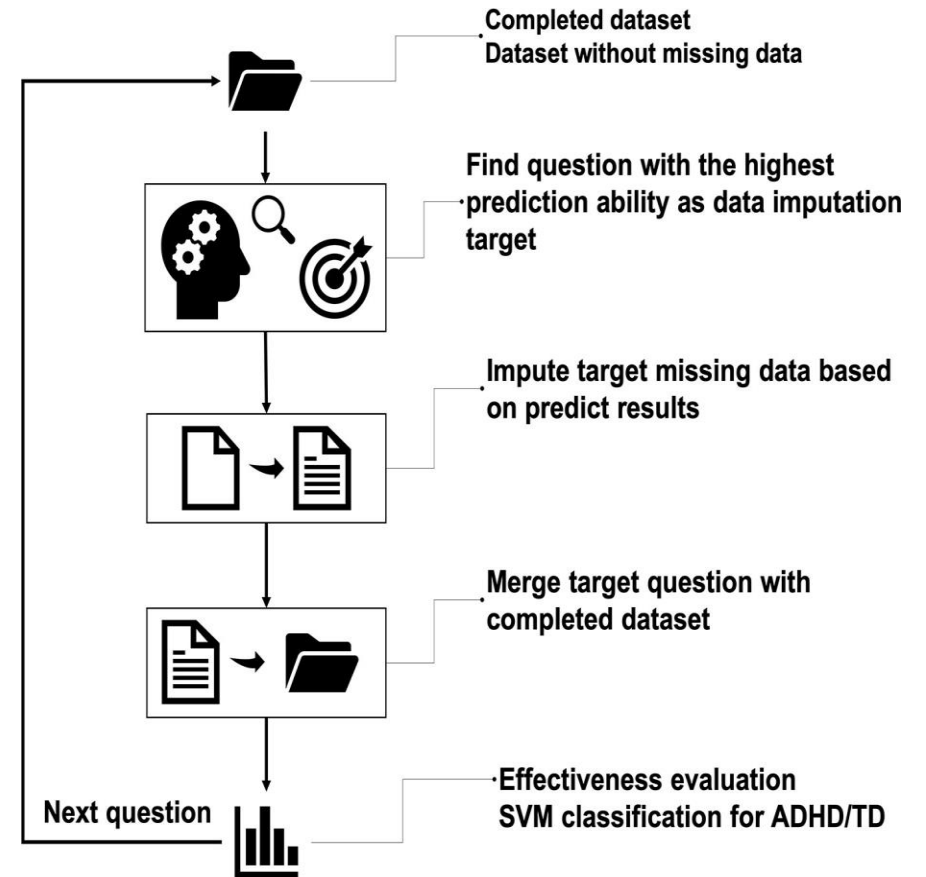 Completed dataset
Dataset without missing data
Find question with the highest
prediction ability as data imputation
target
Impute target missing data based
on predict results
Merge target question with
completed dataset
Effectiveness evaluation
SVM classification for ADHD/TD
Next question